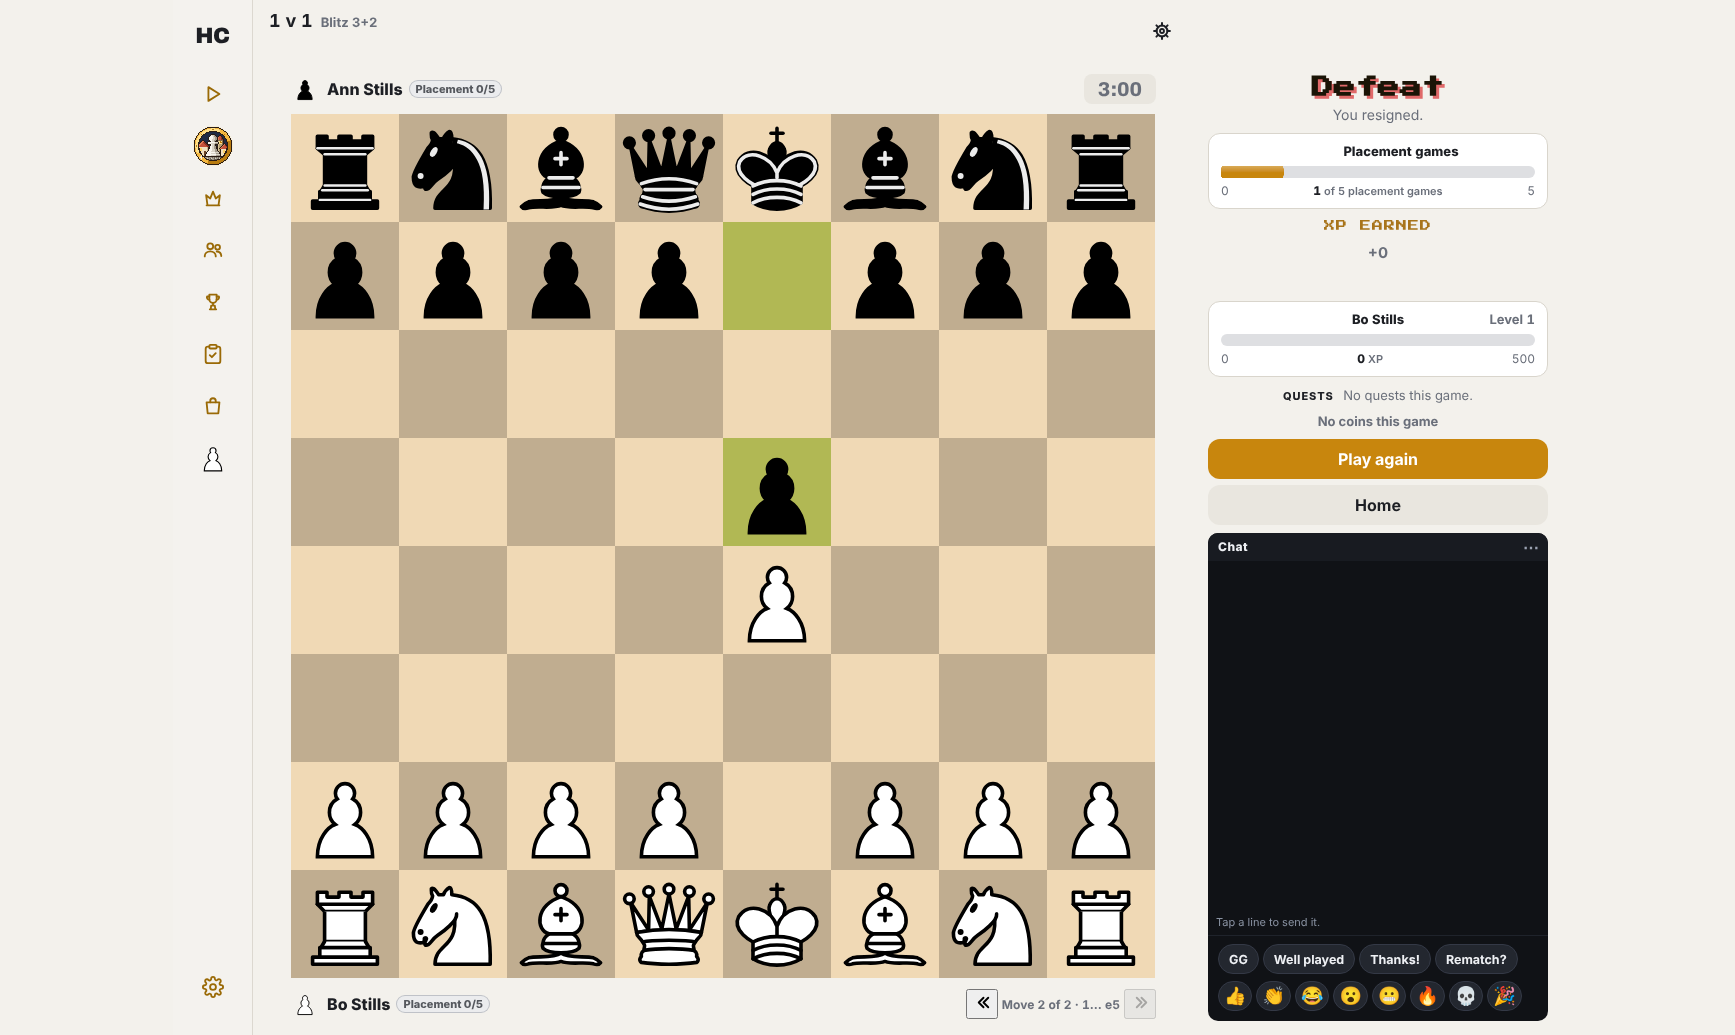 HC
1 v 1 Blitz 3+2
Ann Stills Placement 0/5
3:00
Bo Stills Placement 0/5
Move 2 of 2 · 1... e5
Defeat
You resigned.
Placement games
0 1 of 5 placement games 5
XP EARNED
+0
Bo Stills Level 1
0 0 XP 500
QUESTS No quests this game.
No coins this game
Play again
Home
Chat
Tap a line to send it.
GG Well played Thanks! Rematch?